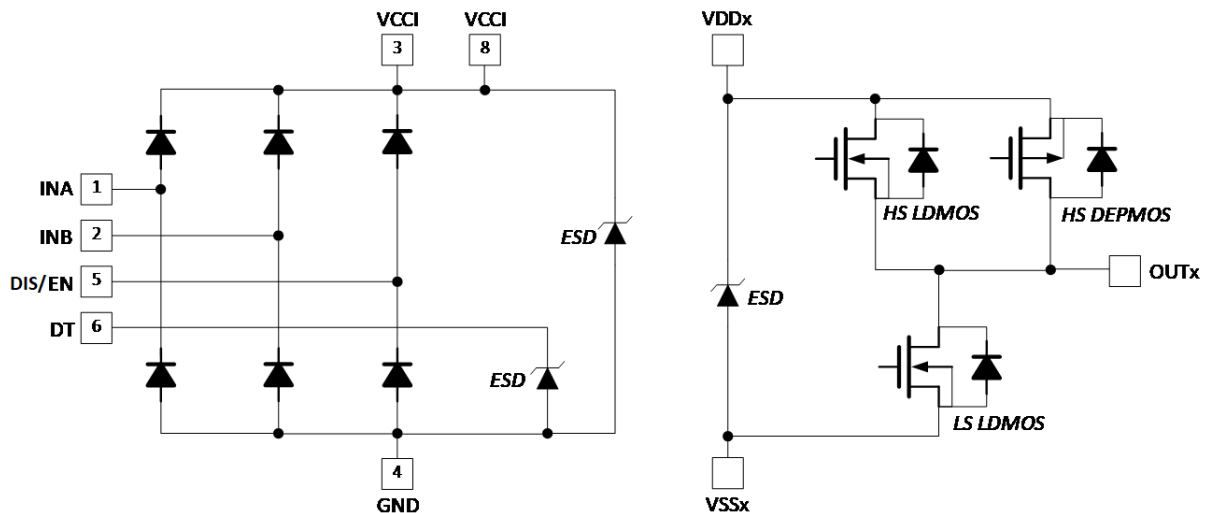 VCCI VCCI
3 8
INA 1
INB 2
DIS/EN 5
DT 6
ESD
ESD
4
GND
VDDx
HS LDMOS HS DEPMOS
OUTx
ESD
LS LDMOS
VSSx